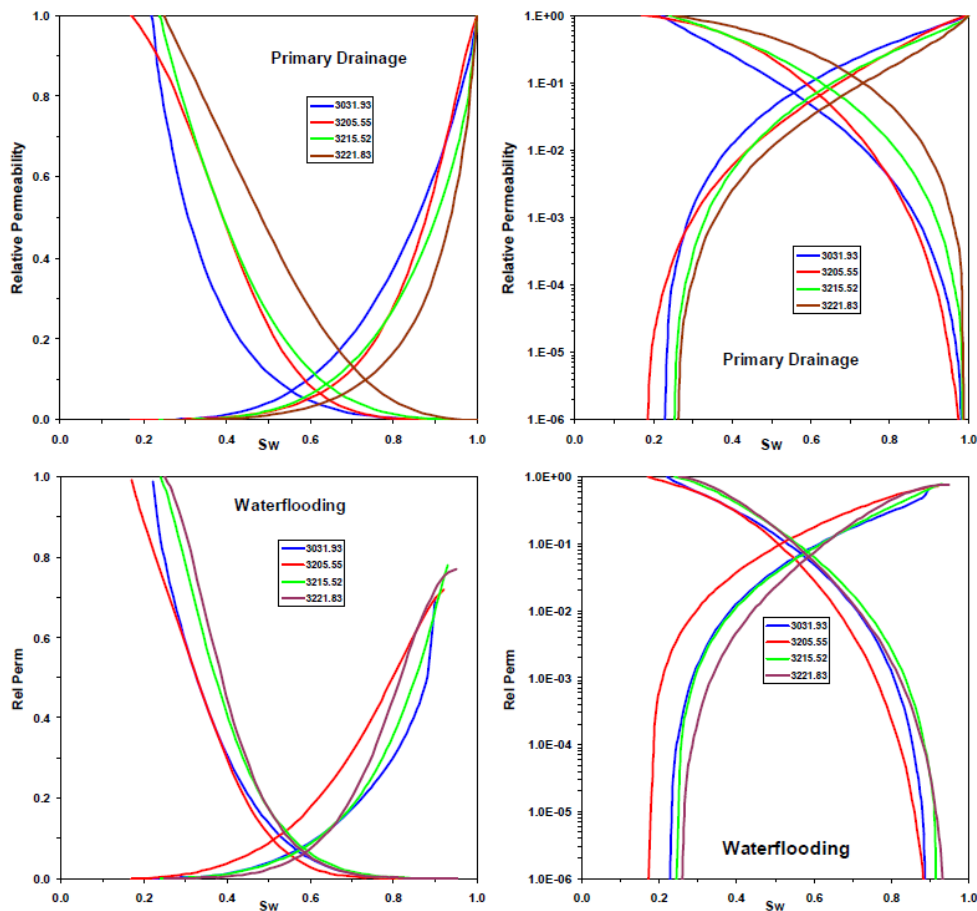 Primary Drainage
3031.93
3205.55
3215.52
3221.83
Relative Permeability
1.0
0.8
0.6
0.4
0.2
0.0
0.0 0.2 0.4 0.6 0.8 1.0
Sw
1.E+00
1.E-01
1.E-02
1.E-03
1.E-04
1.E-05
1.E-06
Relative Permeability
3031.93
3205.55
3215.52
3221.83
Primary Drainage
0.0 0.2 0.4 0.6 0.8 1.0
Sw
Waterflooding
3031.93
3205.55
3215.52
3221.83
Rel Perm
1.0
0.8
0.6
0.4
0.2
0.0
0.0 0.2 0.4 0.6 0.8 1.0
Sw
1.0E+00
1.0E-01
1.0E-02
1.0E-03
1.0E-04
1.0E-05
1.0E-06
Rel Perm
3031.93
3205.55
3215.52
3221.83
Waterflooding
0.0 0.2 0.4 0.6 0.8 1.0
Sw